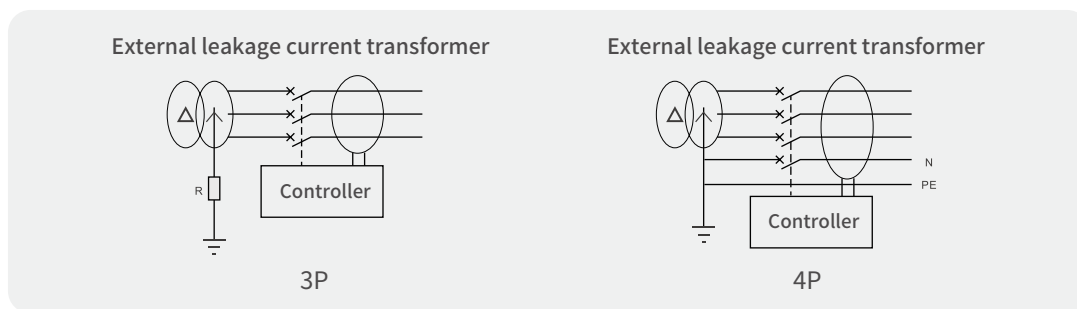 External leakage current transformer
External leakage current transformer
R
Controller
N
PE
Controller
3P
4P